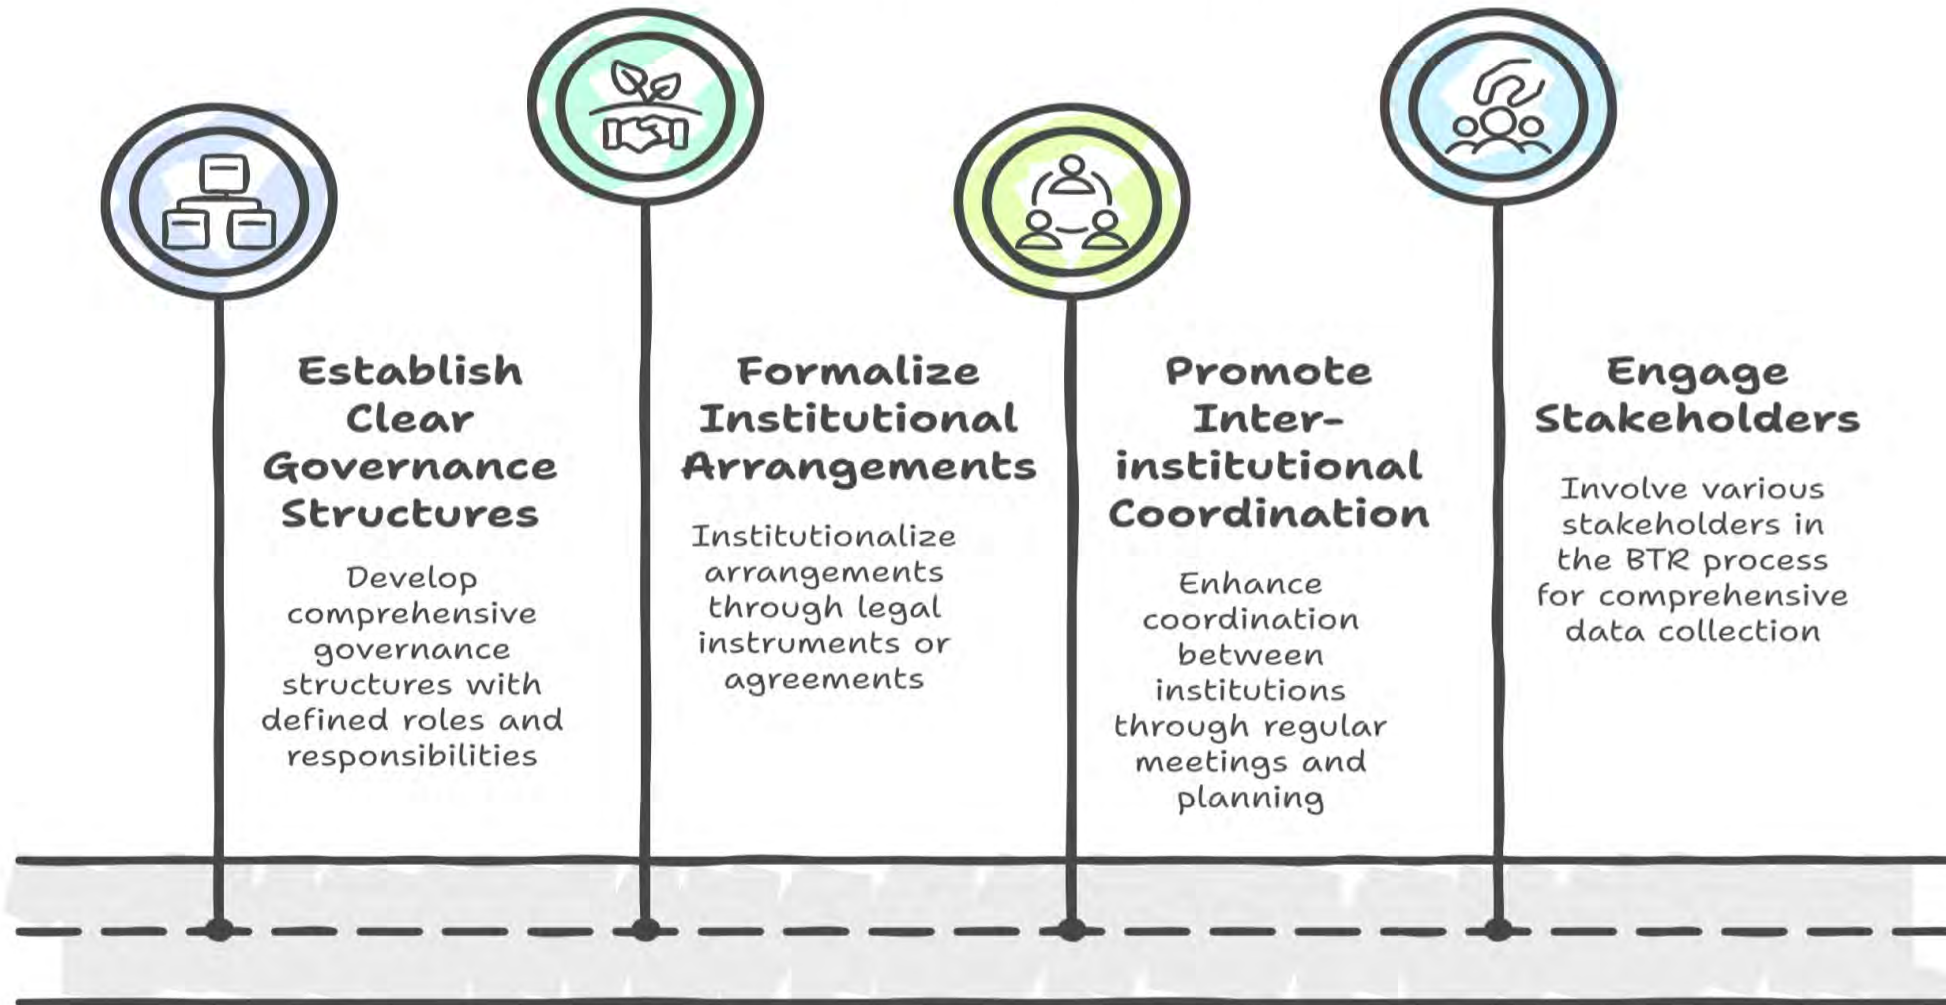 Establish
Clear
Governance
Structures
Develop
comprehensive
governance
structures with
defined roles and
responsibilities
Formalize
Institutional
Arrangements
Institutionalize
arrangements
through legal
instruments or
agreements
Promote
Inter-
institutional
Coordination
Enhance
coordination
between
institutions
through regular
meetings and
planning
Engage
Stakeholders
Involve various
stakeholders in
the BTR process
for comprehensive
data collection